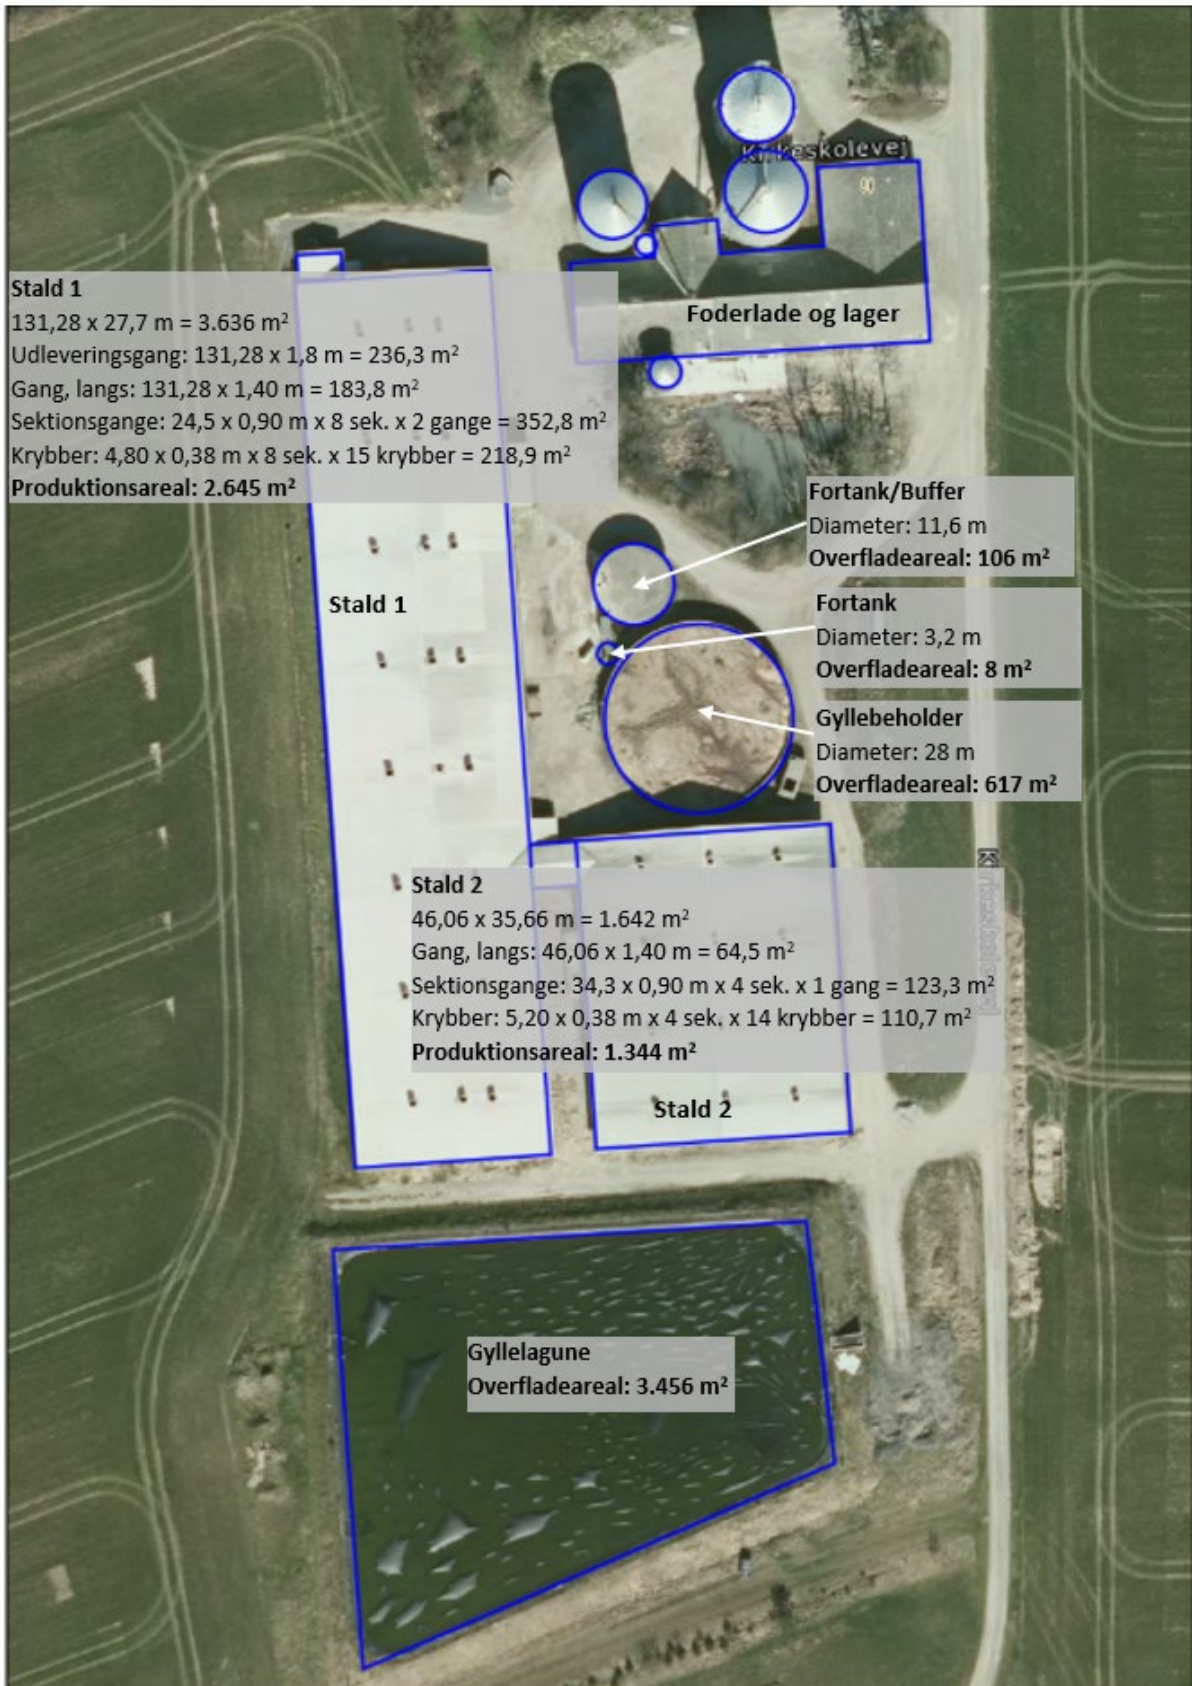 Kirkeskolevej
90
Foderlade og lager
Stald 1
131,28 x 27,7 m = 3.636 m²
Udleveringsgang: 131,28 x 1,8 m = 236,3 m²
Gang, langs: 131,28 x 1,40 m = 183,8 m²
Sektionsgange: 24,5 x 0,90 m x 8 sek. x 2 gange = 352,8 m²
Krybber: 4,80 x 0,38 m x 8 sek. x 15 krybber = 218,9 m²
Produktionsareal: 2.645 m²
Fortank/Buffer
Diameter: 11,6 m
Overfladeareal: 106 m²
Stald 1
Fortank
Diameter: 3,2 m
Overfladeareal: 8 m²
Gyllebeholder
Diameter: 28 m
Overfladeareal: 617 m²
Kirkeskolevej
Stald 2
46,06 x 35,66 m = 1.642 m²
Gang, langs: 46,06 x 1,40 m = 64,5 m²
Sektionsgange: 34,3 x 0,90 m x 4 sek. x 1 gang = 123,3 m²
Krybber: 5,20 x 0,38 m x 4 sek. x 14 krybber = 110,7 m²
Produktionsareal: 1.344 m²
Stald 2
Gyllelagune
Overfladeareal: 3.456 m²